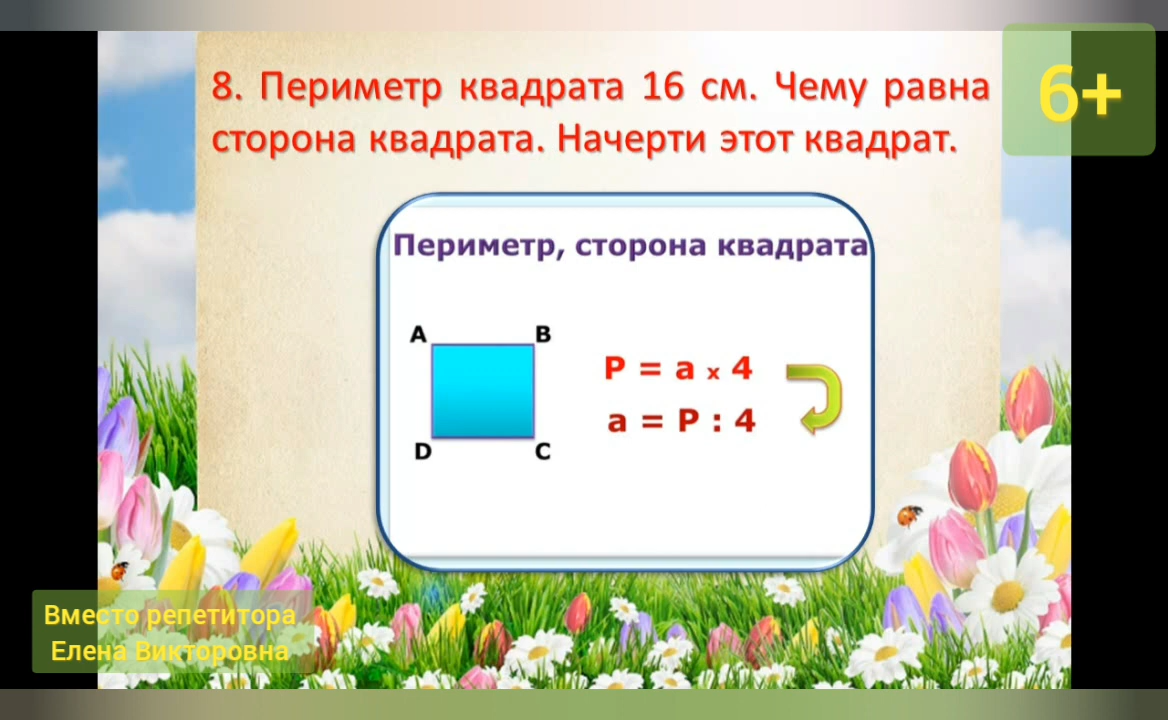 8. Периметр квадрата 16 см. Чему равна
сторона квадрата. Начерти этот квадрат.
6+
Периметр, сторона квадрата
A B
P = a x 4
a = P : 4
D C
Вместо репетитора
Елена Викторовна